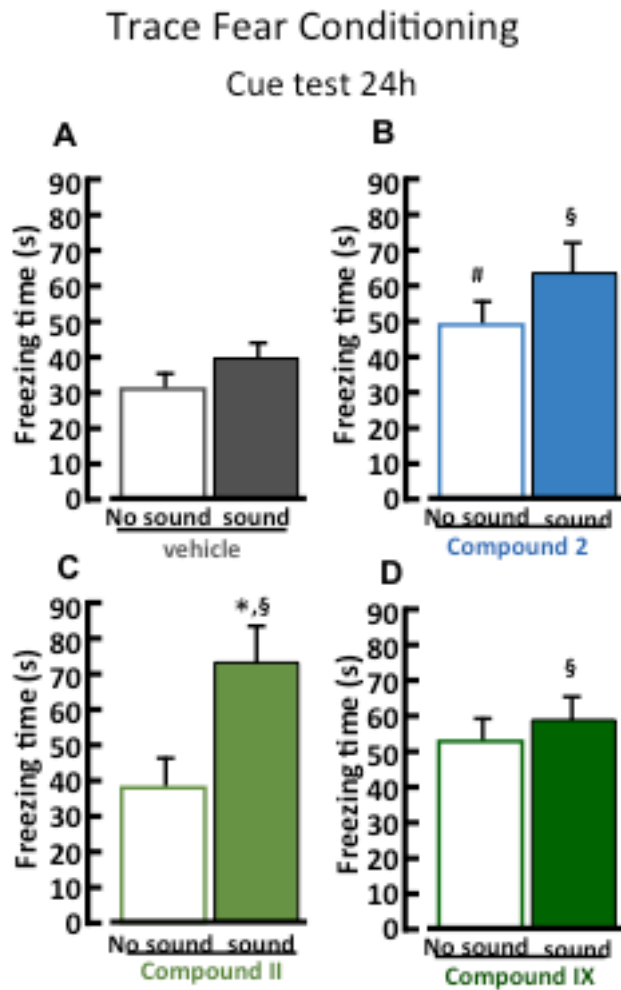 Trace Fear Conditioning
Cue test 24h
A
Freezing time (s)
90
80
70
60
50
40
30
20
10
0
No sound sound
vehicle
B
Freezing time (s)
90
80
70
60
50
40
30
20
10
0
#
§
No sound sound
Compound 2
C
Freezing time (s)
90
80
70
60
50
40
30
20
10
0
*,§
No sound sound
Compound II
D
Freezing time (s)
90
80
70
60
50
40
30
20
10
0
§
No sound sound
Compound IX